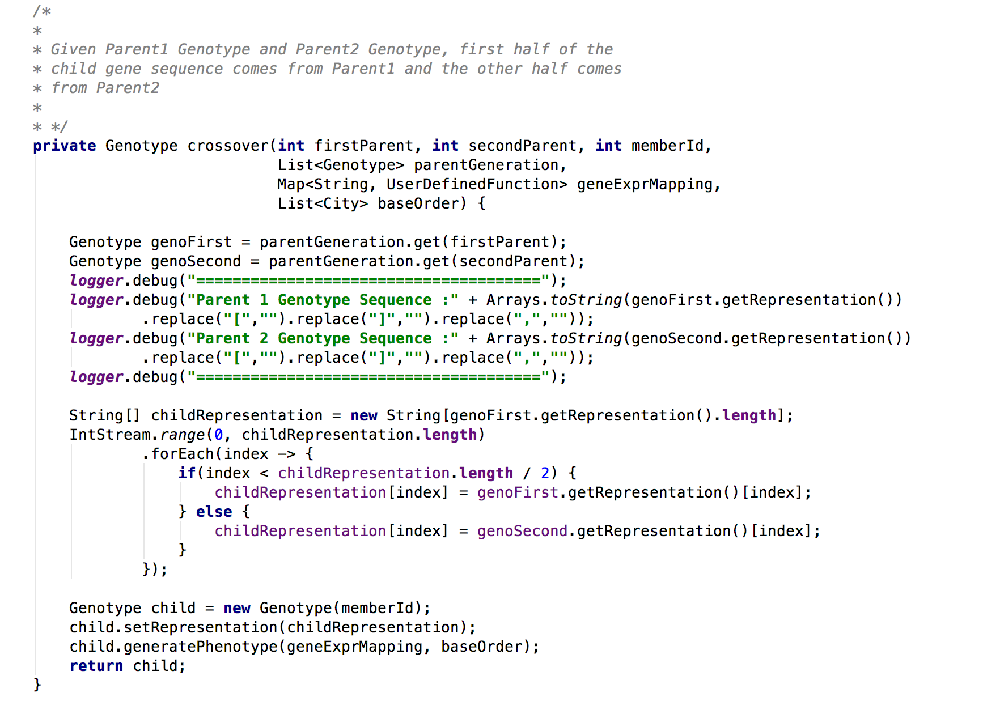 /*
*
* Given Parent1 Genotype and Parent2 Genotype, first half of the
* child gene sequence comes from Parent1 and the other half comes
* from Parent2
*
* */
private Genotype crossover(int firstParent, int secondParent, int memberId,
                           List<Genotype> parentGeneration,
                           Map<String, UserDefinedFunction> geneExprMapping,
                           List<City> baseOrder) {

    Genotype genoFirst = parentGeneration.get(firstParent);
    Genotype genoSecond = parentGeneration.get(secondParent);
    logger.debug("======================================");
    logger.debug("Parent 1 Genotype Sequence :" + Arrays.toString(genoFirst.getRepresentation())
            .replace("[","").replace("]","").replace(",",""));
    logger.debug("Parent 2 Genotype Sequence :" + Arrays.toString(genoSecond.getRepresentation())
            .replace("[","").replace("]","").replace(",",""));
    logger.debug("======================================");

    String[] childRepresentation = new String[genoFirst.getRepresentation().length];
    IntStream.range(0, childRepresentation.length)
            .forEach(index -> {
                if(index < childRepresentation.length / 2) {
                    childRepresentation[index] = genoFirst.getRepresentation()[index];
                } else {
                    childRepresentation[index] = genoSecond.getRepresentation()[index];
                }
            });

    Genotype child = new Genotype(memberId);
    child.setRepresentation(childRepresentation);
    child.generatePhenotype(geneExprMapping, baseOrder);
    return child;
}